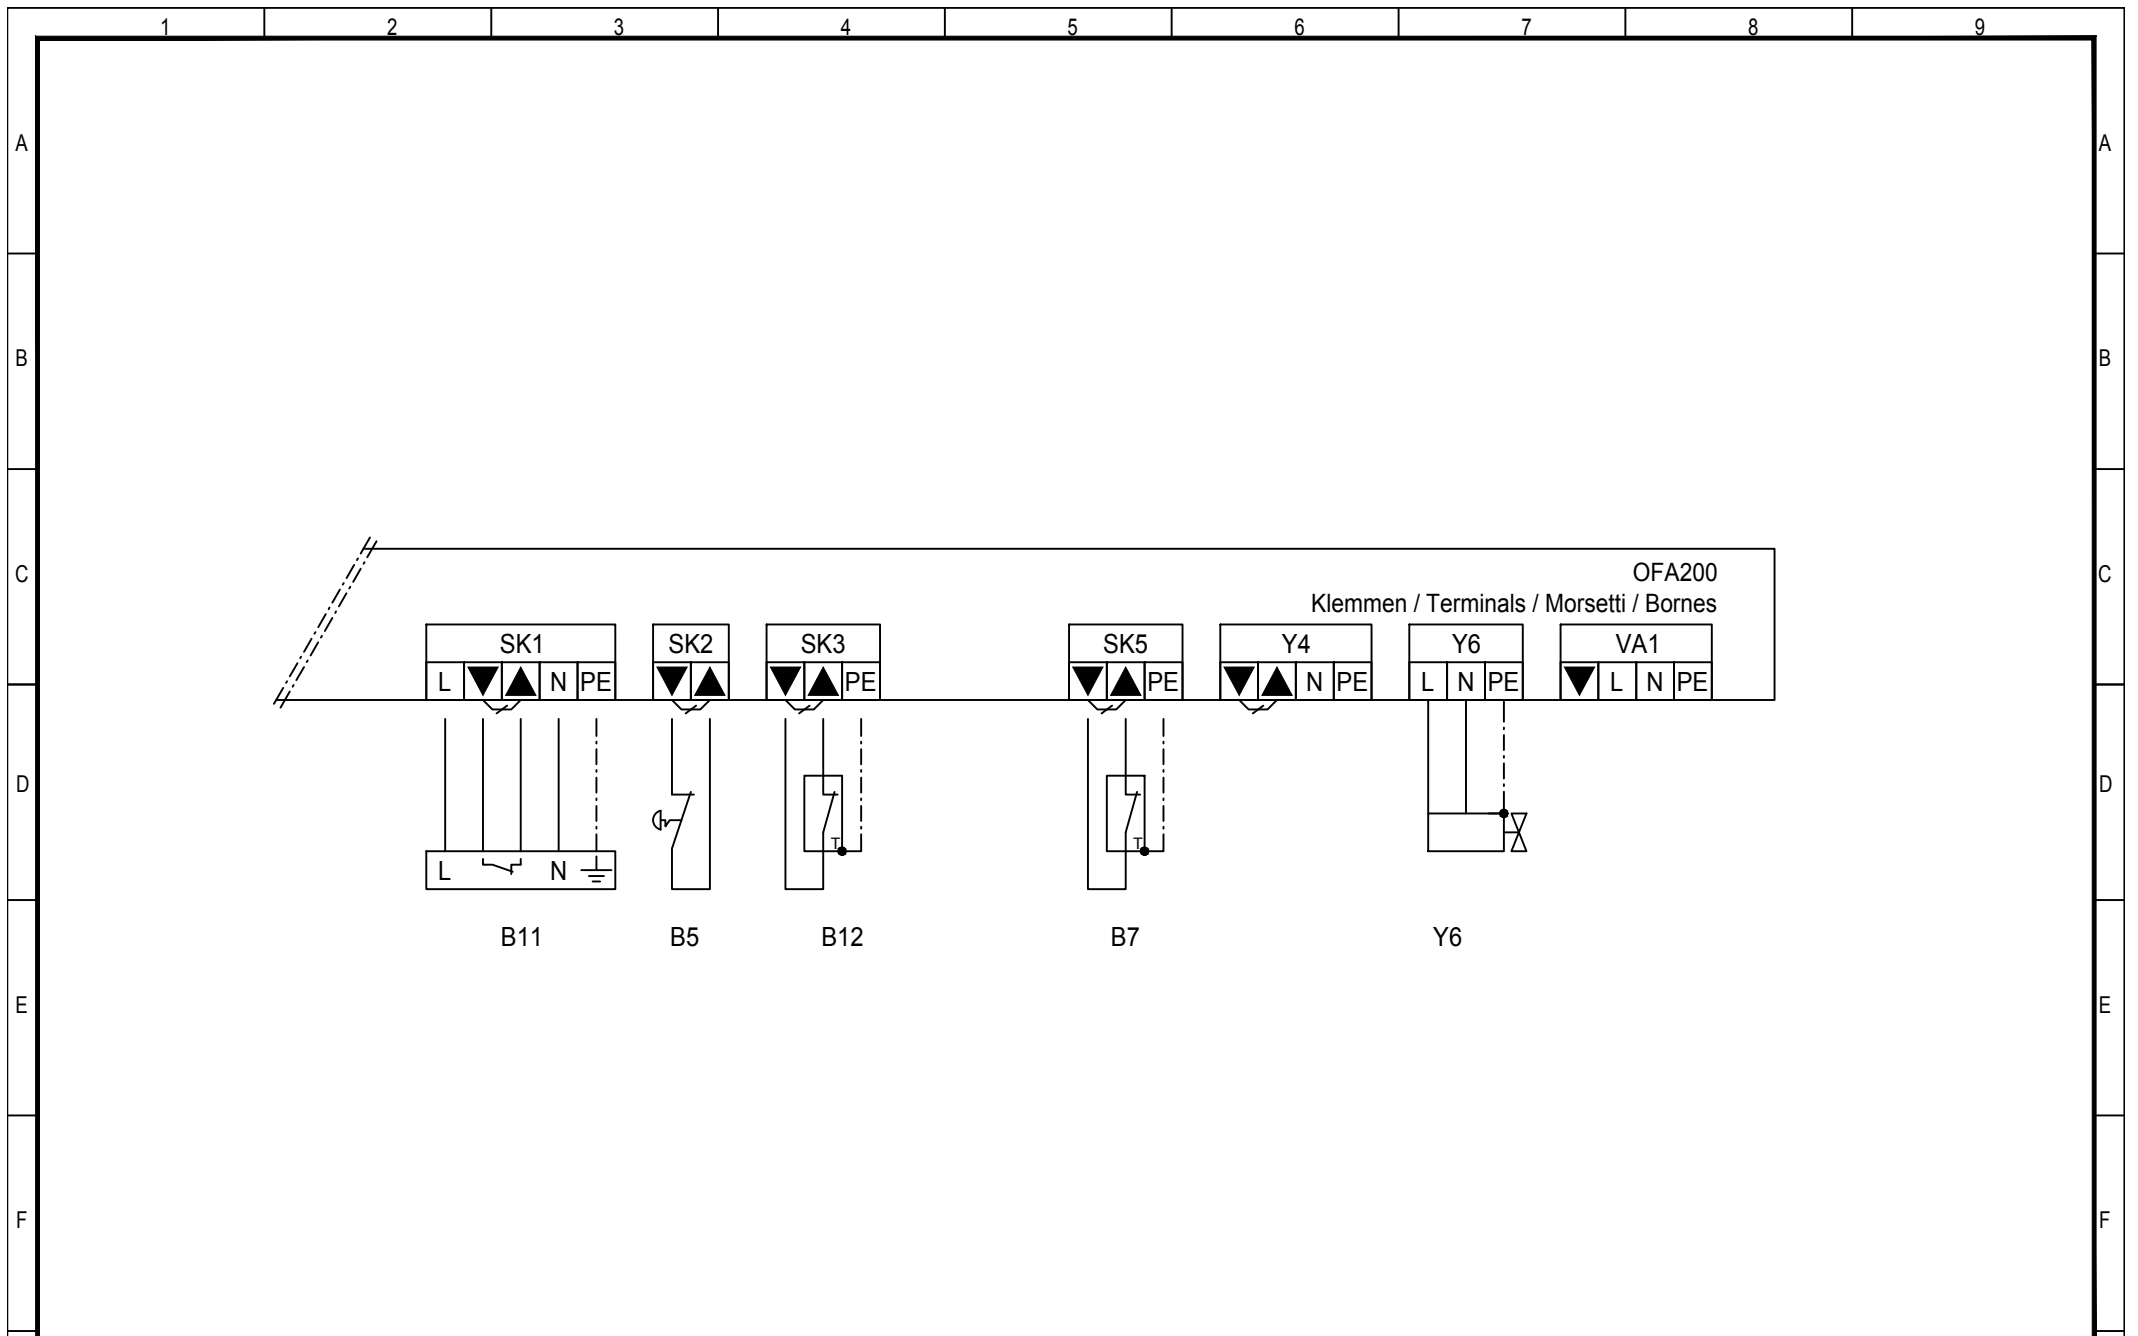 1 2 3 4 5 6 7 8 9
A A
B B
C C
OFA200
Klemmen / Terminals / Morsetti / Bornes
SK1 SK2 SK3 SK5 Y4 Y6 VA1
L N PE PE PE N PE L N PE L N PE
D D
T T
L N
B11 B5 B12 B7 Y6
E E
F F